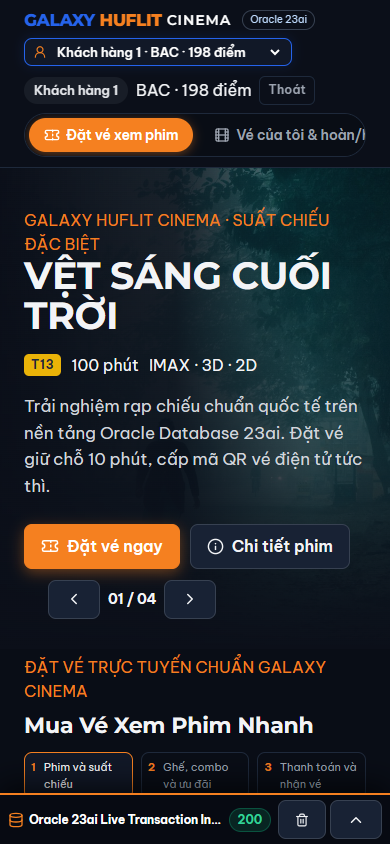 GALAXY HUFLIT CINEMA Oracle 23ai
Khách hàng 1 · BAC · 198 điểm
Khách hàng 1 BAC · 198 điểm Thoát
Đặt vé xem phim Vé của tôi & hoàn/h
GALAXY HUFLIT CINEMA · SUẤT CHIẾU
ĐẶC BIỆT
VỆT SÁNG CUỐI
TRỜI
T13 100 phút IMAX · 3D · 2D
Trải nghiệm rạp chiếu chuẩn quốc tế trên
nền tảng Oracle Database 23ai. Đặt vé
giữ chỗ 10 phút, cấp mã QR vé điện tử tức
thì.
Đặt vé ngay Chi tiết phim
01 / 04
ĐẶT VÉ TRỰC TUYẾN CHUẨN GALAXY
CINEMA
Mua Vé Xem Phim Nhanh
1 Phim và suất 2 Ghế, combo 3 Thanh toán và
chiếu và ưu đãi nhận vé
Oracle 23ai Live Transaction In... 200